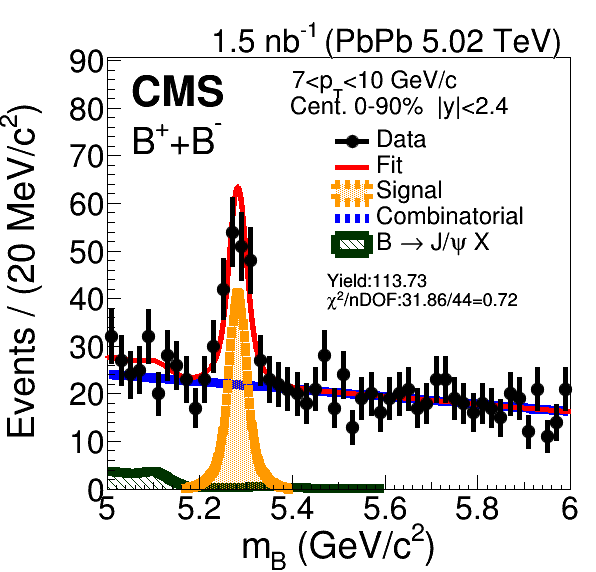 1.5 nb⁻¹ (PbPb 5.02 TeV)
CMS
B⁺+B⁻
7<p_T<10 GeV/c
Cent. 0-90% |y|<2.4
Data
Fit
Signal
Combinatorial
B → J/ψ X
Yield:113.73
χ²/nDOF:31.86/44=0.72
Events / (20 MeV/c²)
90
80
70
60
50
40
30
20
10
0
5 5.2 5.4 5.6 5.8 6
m_B (GeV/c²)